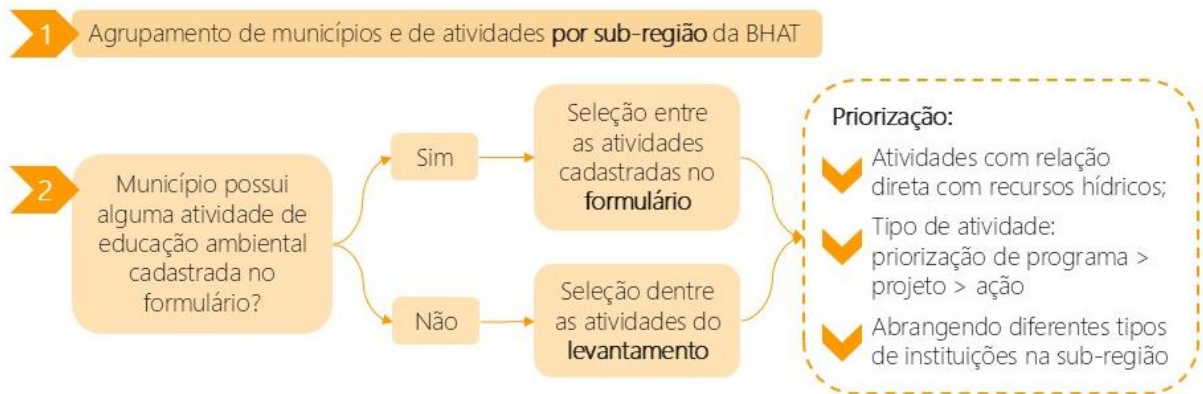 1
Agrupamento de municípios e de atividades por sub-região da BHAT
2
Município possui
alguma atividade de
educação ambiental
cadastrada no
formulário?
Sim
Não
Seleção entre
as atividades
cadastradas no
formulário
Seleção dentre
as atividades do
levantamento
Priorização:
Atividades com relação
direta com recursos hídricos;
Tipo de atividade:
priorização de programa >
projeto > ação
Abrangendo diferentes tipos
de instituições na sub-região